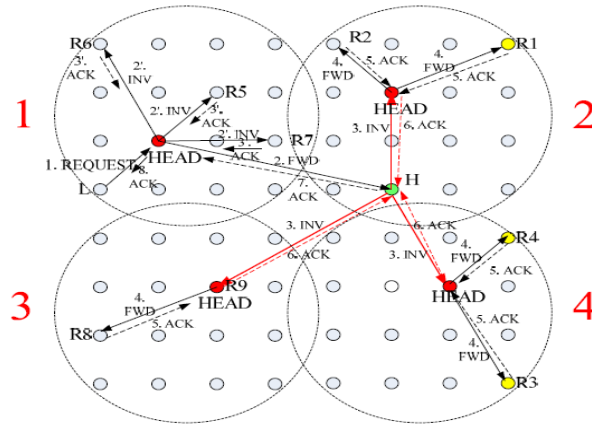 R6
2'.
INV
3'.
ACK
2'. INV
R5
3'.
ACK
2'. INV
R7
3'.
ACK
HEAD
1. REQUEST
8.
ACK
L
2. FWD
7.
ACK
1
R2
4.
FWD
5.
ACK
4.
FWD
R1
5. ACK
HEAD
3. INV
6. ACK
H
2
3. INV
6. ACK
R9
HEAD
4.
FWD
5. ACK
R8
3
6. ACK
3. INV
4.
FWD
R4
5. ACK
HEAD
5. ACK
4.
FWD
R3
4